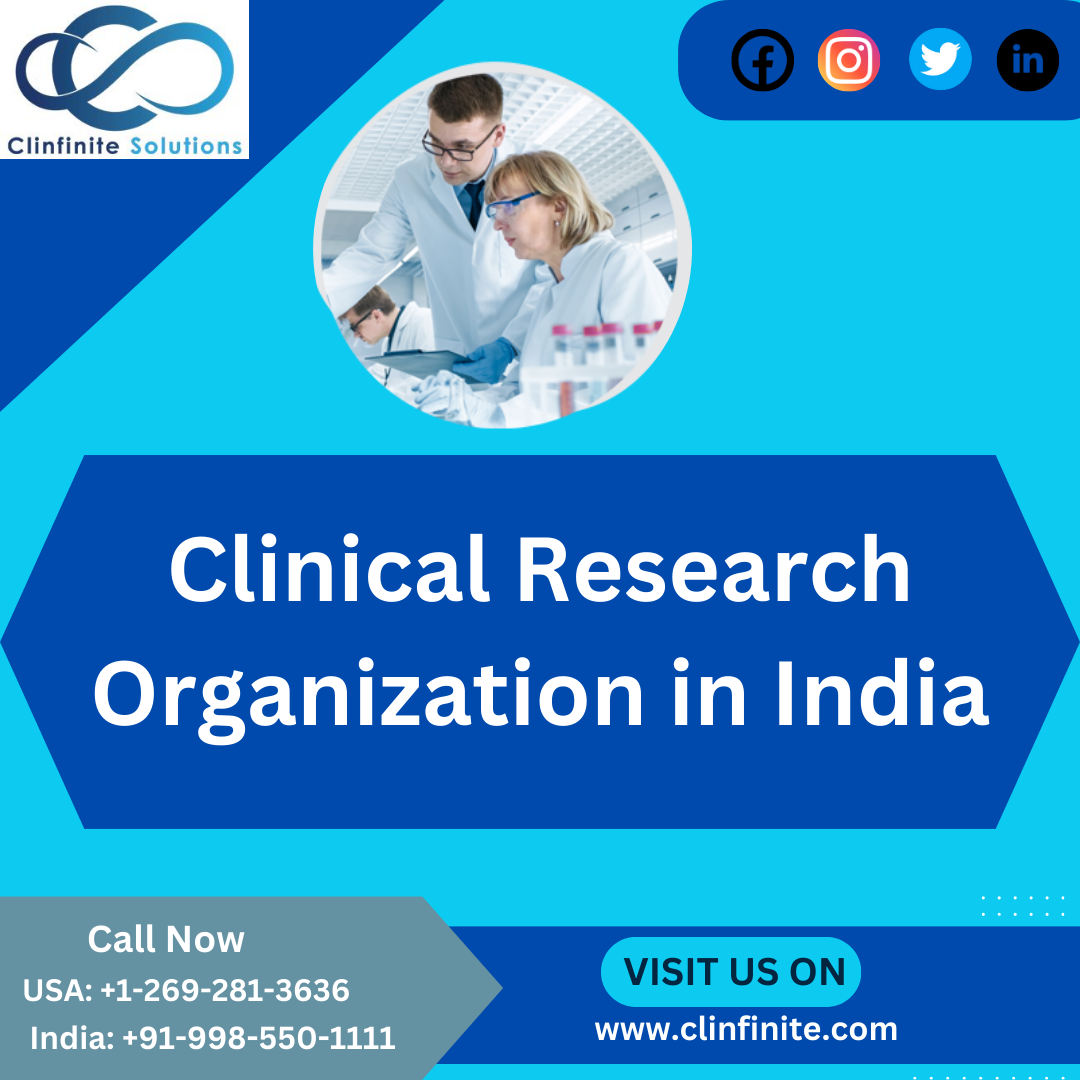 Clinfinite Solutions
Clinical Research
Organization in India
Call Now
USA: +1-269-281-3636
India: +91-998-550-1111
VISIT US ON
www.clinfinite.com